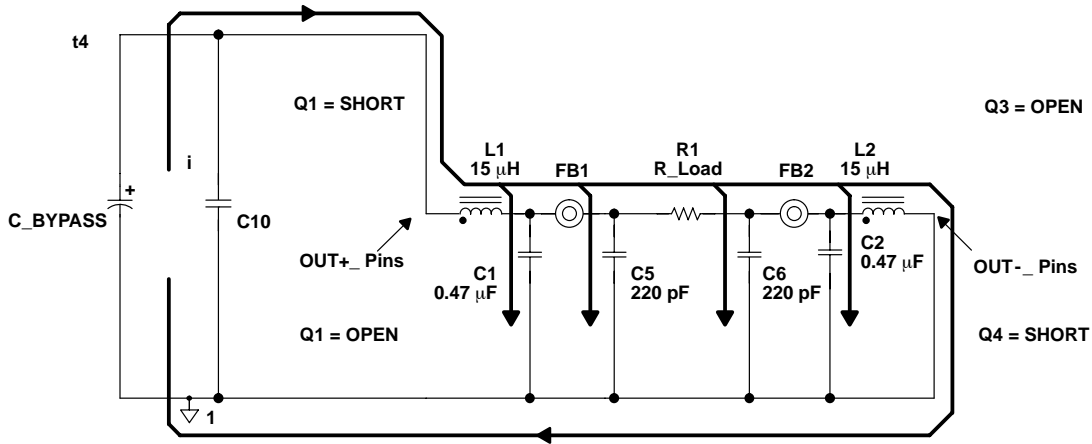 t4
Q1 = SHORT
Q3 = OPEN
i
L1
15 μH
FB1
R1
R_Load
FB2
L2
15 μH
+
C_BYPASS
C10
OUT+_ Pins
C1
0.47 μF
C5
220 pF
C6
220 pF
C2
0.47 μF
OUT-_ Pins
Q1 = OPEN
Q4 = SHORT
1